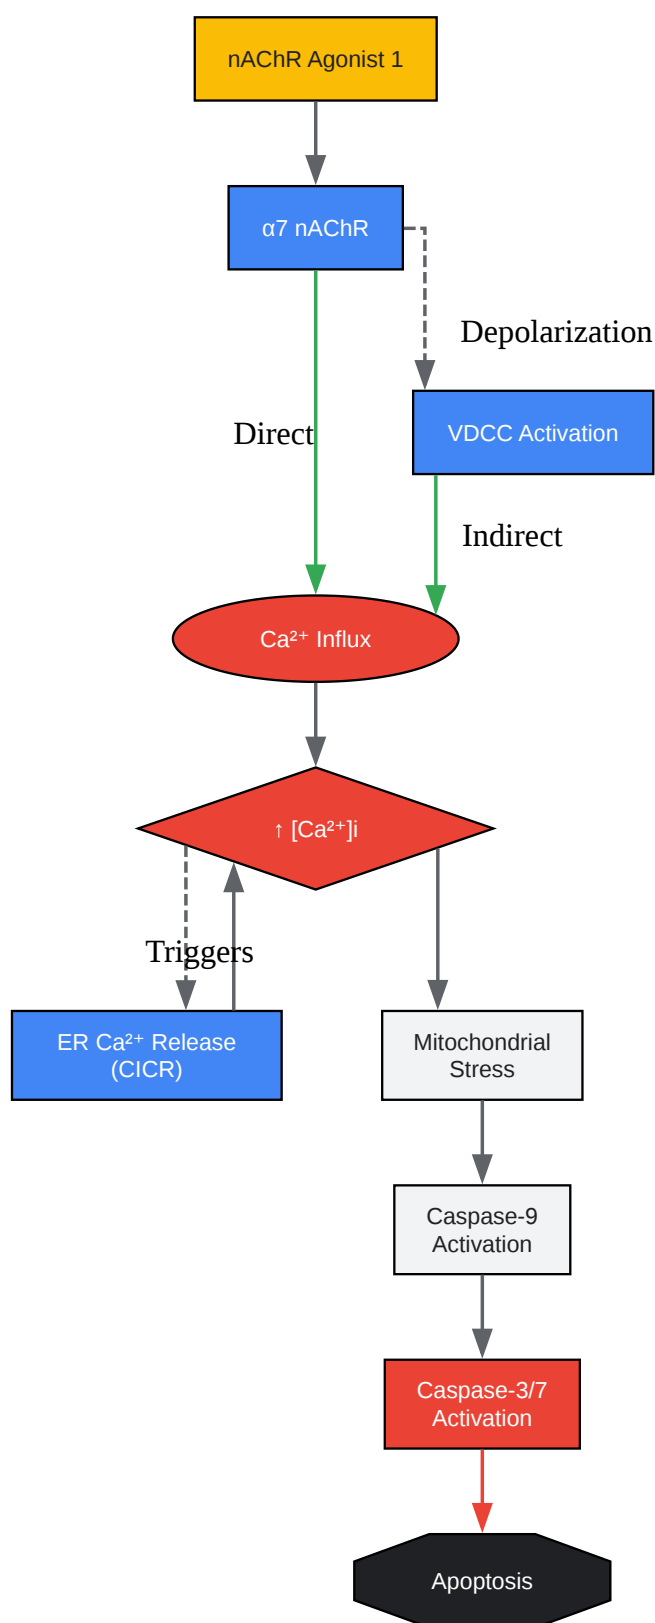 nAChR Agonist 1
α7 nAChR
Depolarization
Direct
VDCC Activation
Indirect
Ca²⁺ Influx
↑ [Ca²⁺]i
Triggers
ER Ca²⁺ Release
(CICR)
Mitochondrial
Stress
Caspase-9
Activation
Caspase-3/7
Activation
Apoptosis